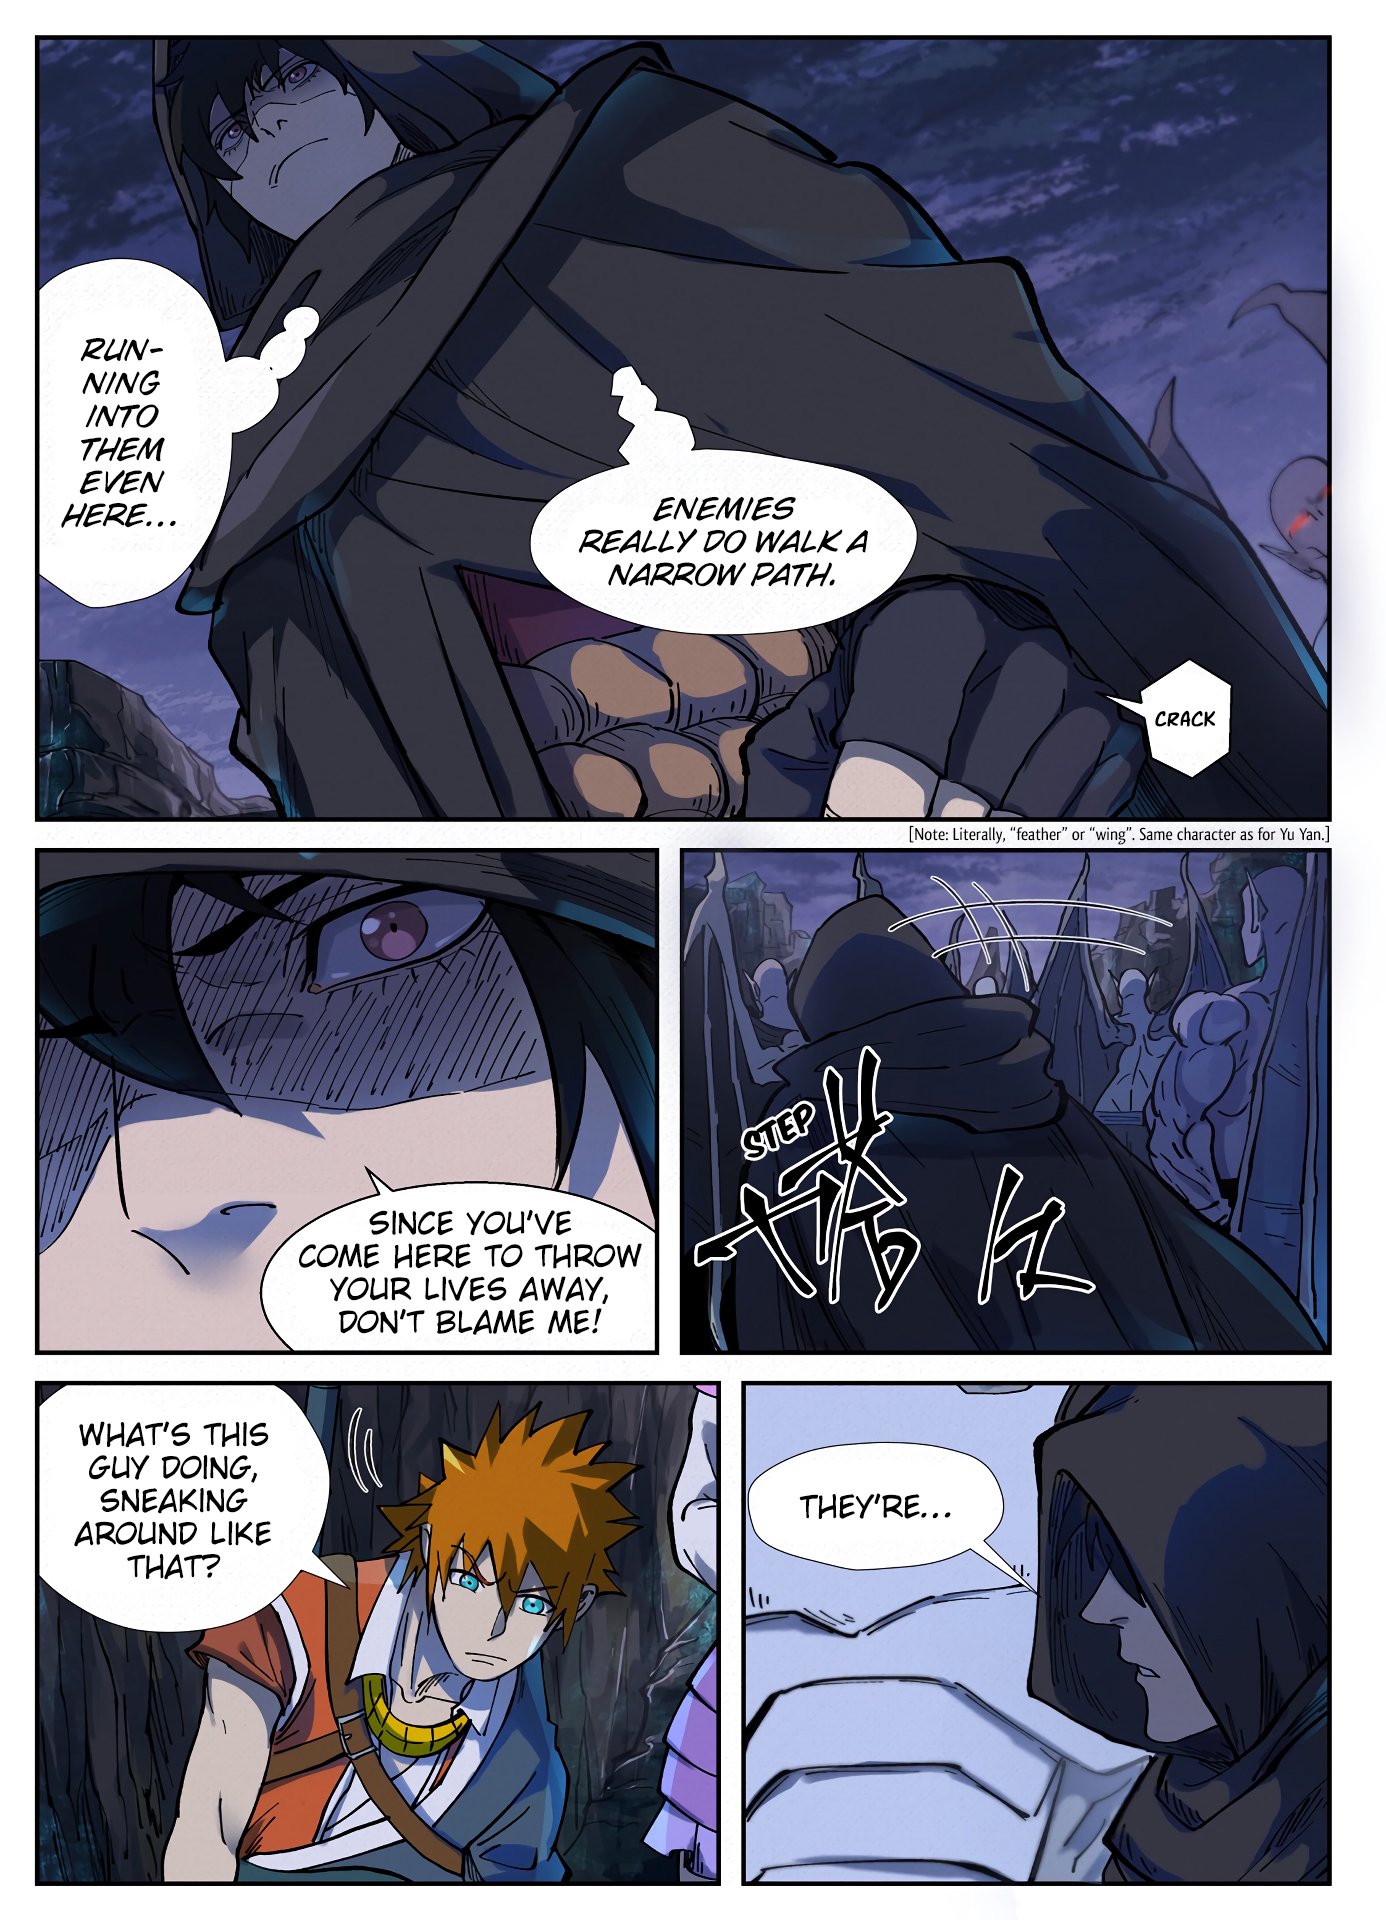 RUN-
NING
INTO
THEM
EVEN
HERE...
ENEMIES
REALLY DO WALK A
NARROW PATH.
CRACK
[Note: Literally, “feather” or “wing”. Same character as for Yu Yan.]
SINCE YOU'VE
COME HERE TO THROW
YOUR LIVES AWAY,
DON'T BLAME ME!
STEP
WHAT'S THIS
GUY DOING,
SNEAKING
AROUND LIKE
THAT?
THEY'RE...